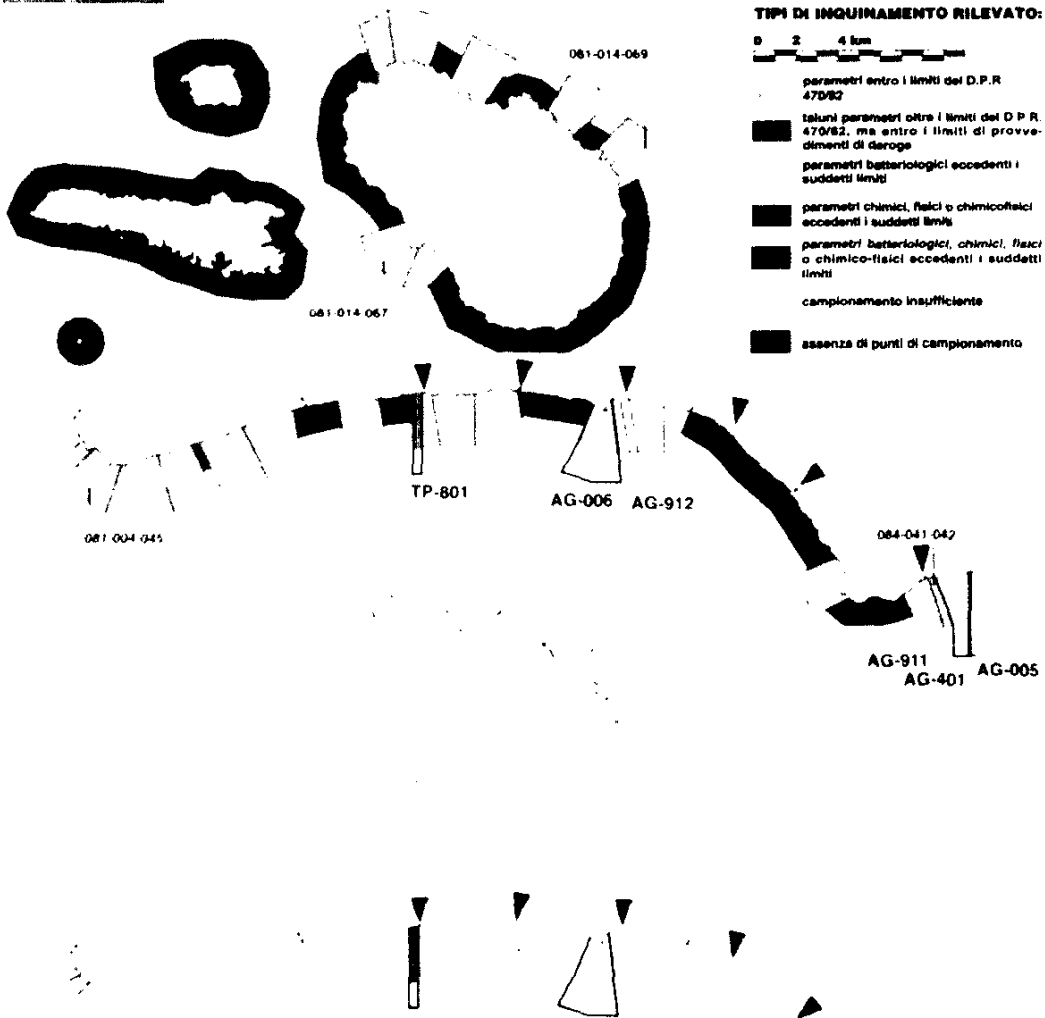 TIPI DI INQUINAMENTO RILEVATO:
0 2 4 km
parametri entro i limiti del D.P.R
470/82
taluni parametri oltre i limiti del D P R.
470/82, ma entro i limiti di provve-
dimenti di deroga
parametri batteriologici eccedenti i
suddetti limiti
parametri chimici, fisici o chimicofisici
eccedenti i suddetti limiti
parametri batteriologici, chimici, fisici
o chimico-fisici eccedenti i suddetti
limiti
campionamento insufficiente
assenza di punti di campionamento
081-014-069
081-014-067
TP-801
AG-006
AG-912
081-004-045
084-041-042
AG-911
AG-401
AG-005